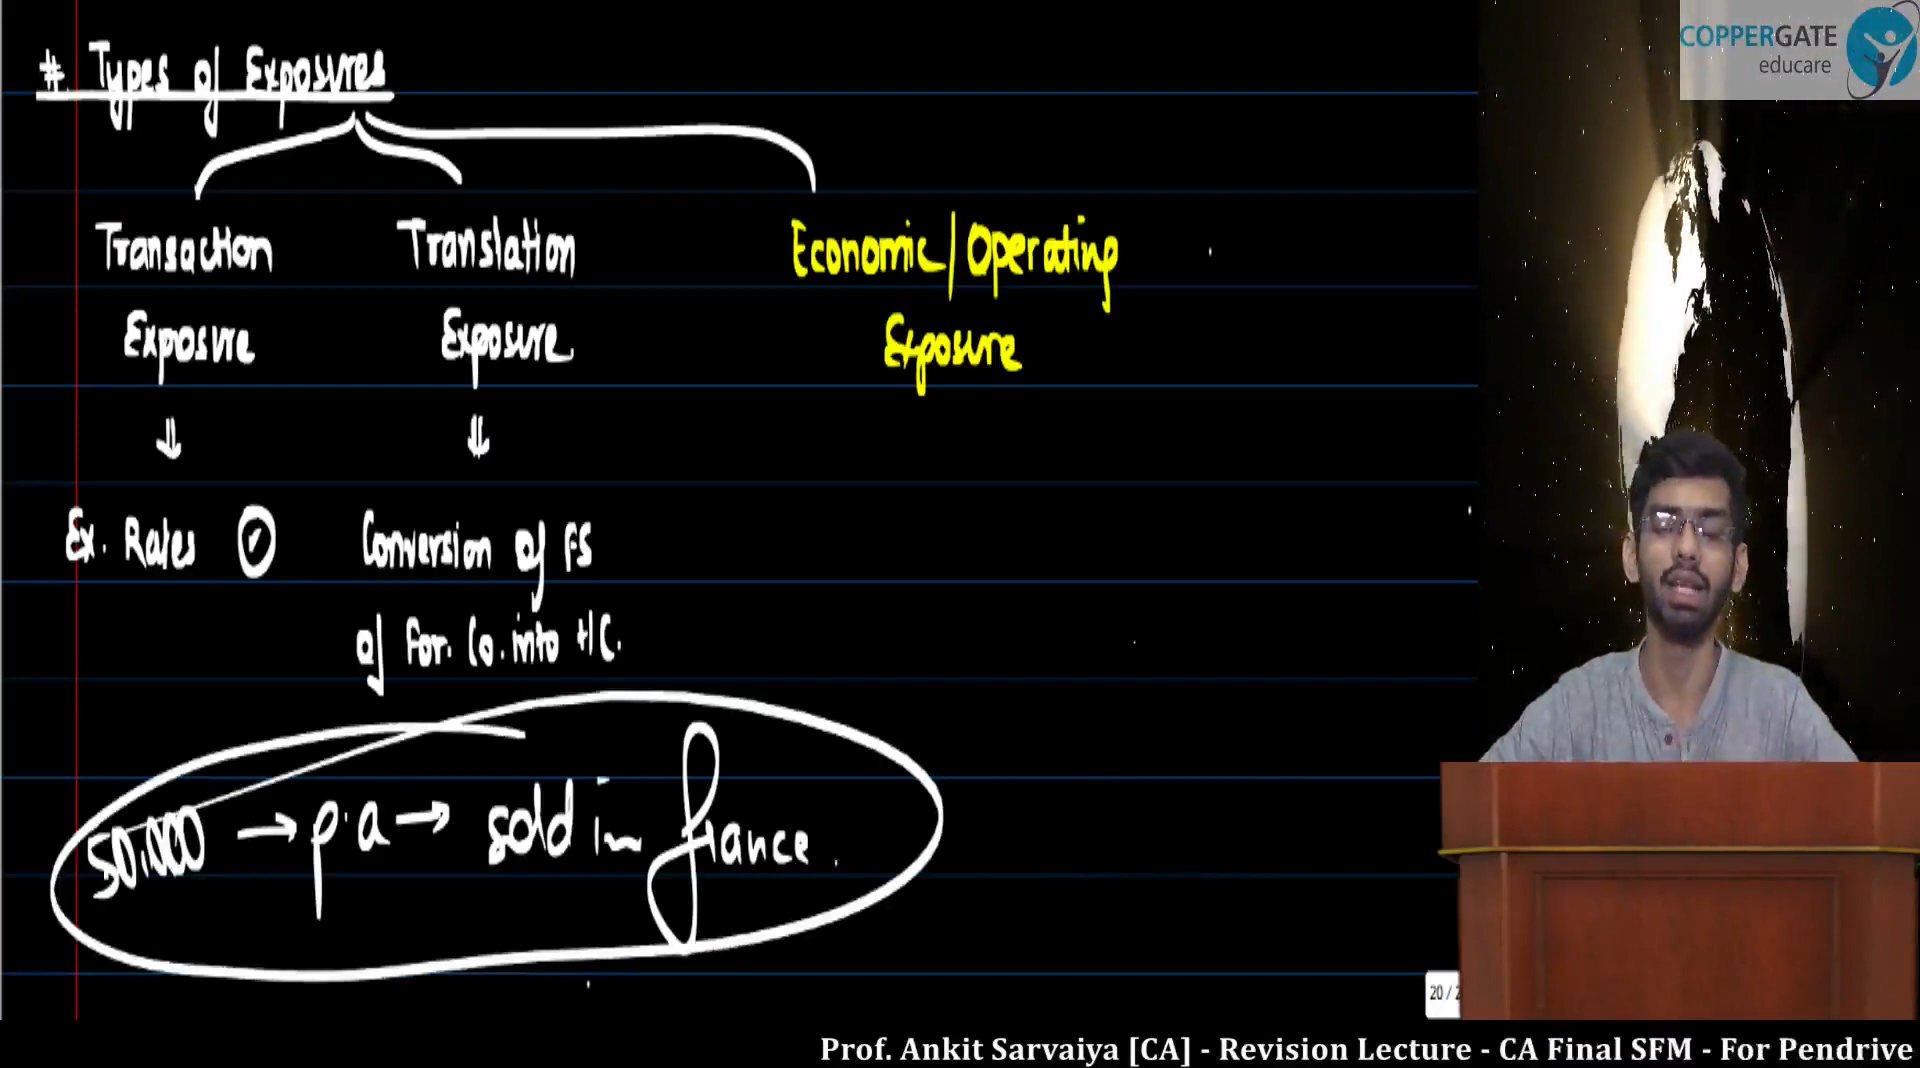 COPPERGATE
educare
# Types of Exposures
Transaction Exposure
Translation Exposure
Economic/Operating Exposure
⇓ ⇓
Ex. Rates
Conversion of FS
of For. Co. into HC.
50,000 → p.a → sold in france.
20 / 2
Prof. Ankit Sarvaiya [CA] - Revision Lecture - CA Final SFM - For Pendrive